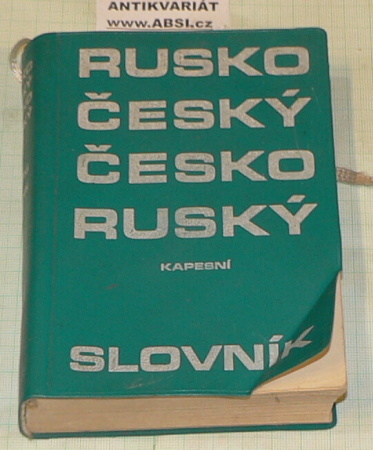 ANTIKVARIÁT
www.ABSI.cz
RUSKO
ČESKÝ
ČESKO
RUSKÝ
KAPESNÍ
SLOVNÍK